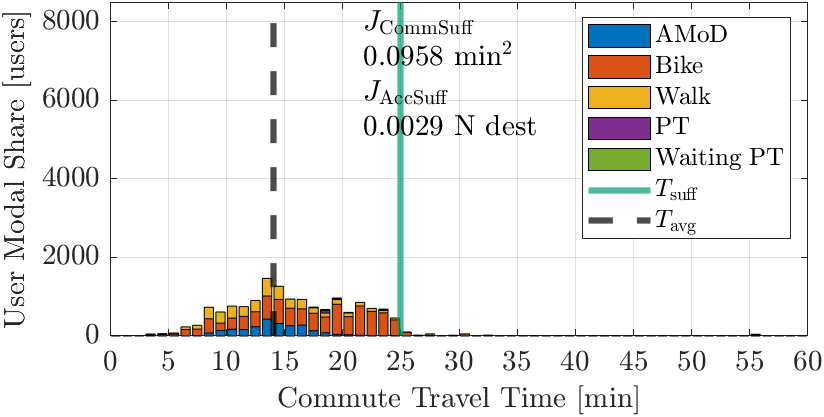 User Modal Share [users]
8000
6000
4000
2000
0
J_CommSuff
0.0958 min²
J_AccSuff
0.0029 N dest
AMoD
Bike
Walk
PT
Waiting PT
T_suff
T_avg
0 5 10 15 20 25 30 35 40 45 50 55 60
Commute Travel Time [min]